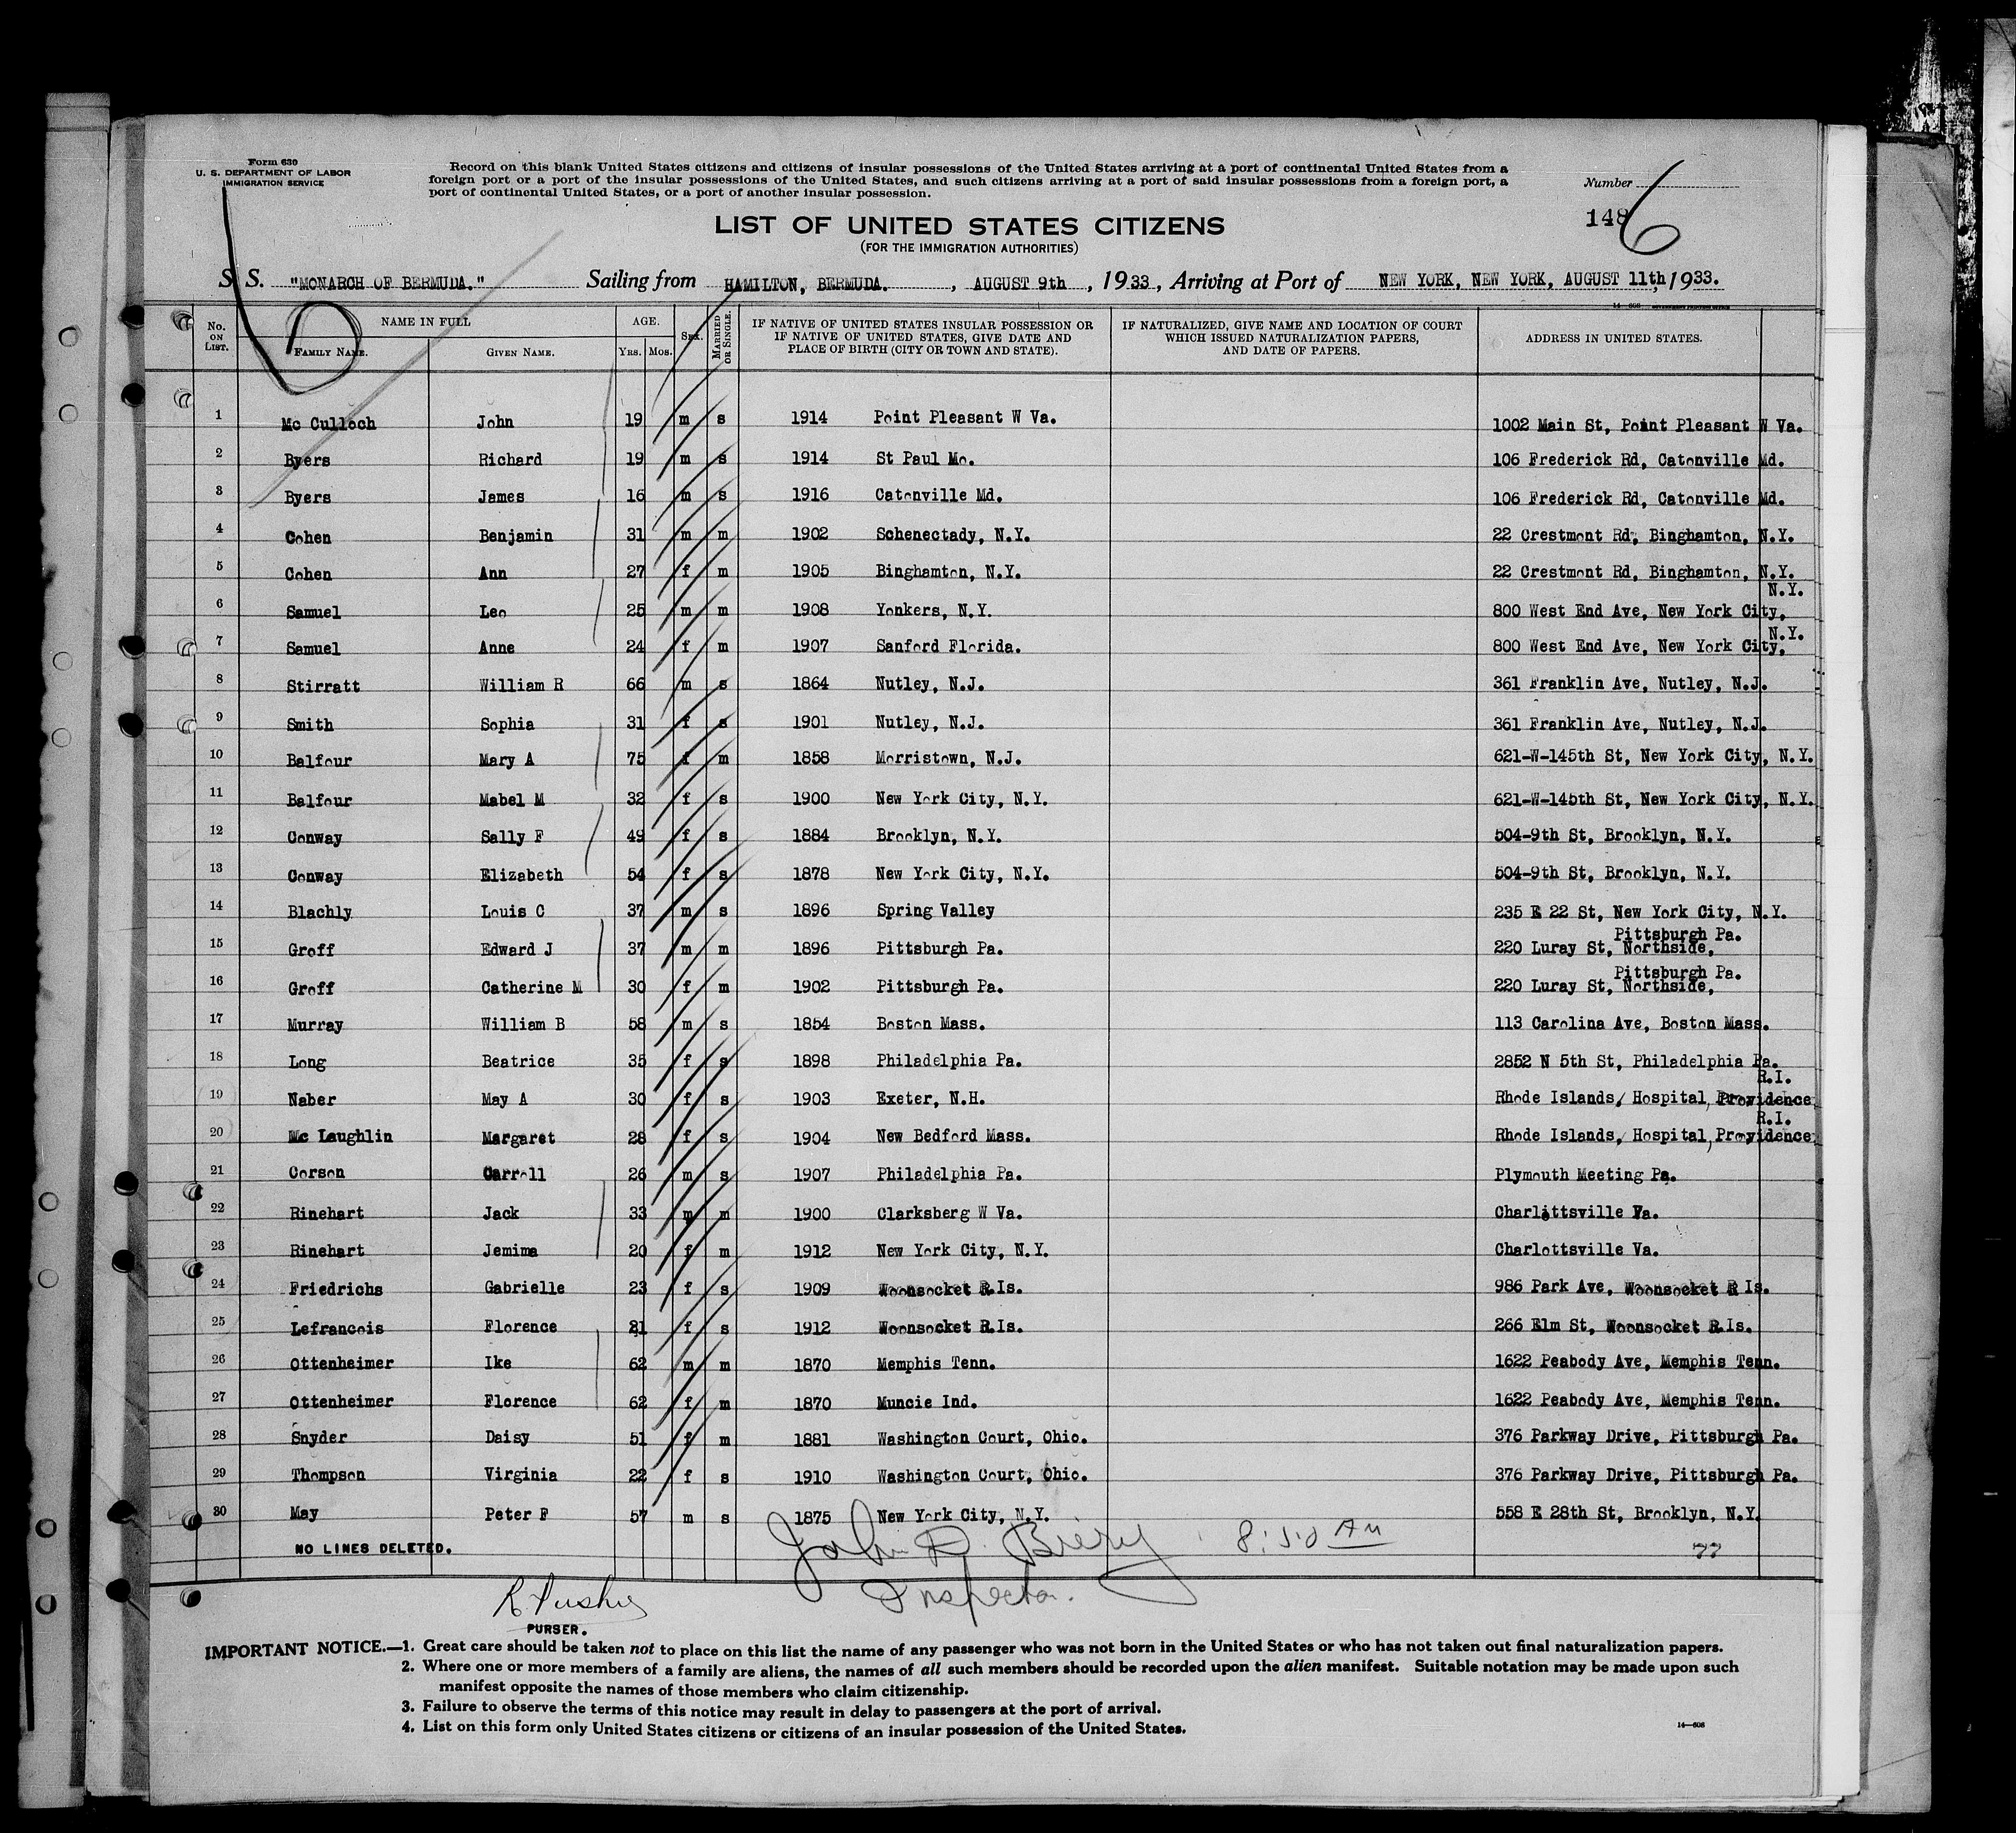 Form 630
U. S. DEPARTMENT OF LABOR
IMMIGRATION SERVICE
Record on this blank United States citizens and citizens of insular possessions of the United States arriving at a port of continental United States from a
foreign port or a port of the insular possessions of the United States, and such citizens arriving at a port of said insular possessions from a foreign port, a
port of continental United States, or a port of another insular possession.
Number
148
6
LIST OF UNITED STATES CITIZENS
(FOR THE IMMIGRATION AUTHORITIES)
S. S. "MONARCH OF BERMUDA." Sailing from HAMILTON, BERMUDA. , AUGUST 9th , 1933, Arriving at Port of NEW YORK, NEW YORK, AUGUST 11th, 1933.
No. ON LIST. NAME IN FULL FAMILY NAME. GIVEN NAME. AGE. YRS. MOS. SEX. MARRIED OR SINGLE. IF NATIVE OF UNITED STATES INSULAR POSSESSION OR IF NATIVE OF UNITED STATES, GIVE DATE AND PLACE OF BIRTH (CITY OR TOWN AND STATE). IF NATURALIZED, GIVE NAME AND LOCATION OF COURT WHICH ISSUED NATURALIZATION PAPERS, AND DATE OF PAPERS. ADDRESS IN UNITED STATES.
1 Mc Culloch John 19 m s 1914 Point Pleasant W Va. 1002 Main St, Point Pleasant W Va.
2 Byers Richard 19 m s 1914 St Paul Mo. 106 Frederick Rd, Catonville Md.
3 Byers James 16 m s 1916 Catonville Md. 106 Frederick Rd, Catonville Md.
4 Cohen Benjamin 31 m m 1902 Schenectady, N.Y. 22 Crestmont Rd, Binghamton, N.Y.
5 Cohen Ann 27 f m 1905 Binghamton, N.Y. 22 Crestmont Rd, Binghamton, N.Y.
6 Samuel Leo 25 m m 1908 Yonkers, N.Y. 800 West End Ave, New York City, N.Y.
7 Samuel Anne 24 f m 1907 Sanford Florida. 800 West End Ave, New York City, N.Y.
8 Stirratt William R 66 m s 1864 Nutley, N.J. 361 Franklin Ave, Nutley, N.J.
9 Smith Sophia 31 f s 1901 Nutley, N.J. 361 Franklin Ave, Nutley, N.J.
10 Balfour Mary A 75 f m 1858 Morristown, N.J. 621-W-145th St, New York City, N.Y.
11 Balfour Mabel M 32 f s 1900 New York City, N.Y. 621-W-145th St, New York City, N.Y.
12 Conway Sally F 49 f s 1884 Brooklyn, N.Y. 504-9th St, Brooklyn, N.Y.
13 Conway Elizabeth 54 f s 1878 New York City, N.Y. 504-9th St, Brooklyn, N.Y.
14 Blachly Louis C 37 m s 1896 Spring Valley 235 E 22 St, New York City, N.Y.
15 Groff Edward J 37 m m 1896 Pittsburgh Pa. 220 Luray St, Northside, Pittsburgh Pa.
16 Groff Catherine M 30 f m 1902 Pittsburgh Pa. 220 Luray St, Northside, Pittsburgh Pa.
17 Murray William B 58 m s 1854 Boston Mass. 113 Carolina Ave, Boston Mass.
18 Long Beatrice 35 f s 1898 Philadelphia Pa. 2852 N 5th St, Philadelphia Pa.
19 Naber May A 30 f s 1903 Exeter, N.H. Rhode Islands, Hospital, Providence R.I.
20 Mc Laughlin Margaret 28 f s 1904 New Bedford Mass. Rhode Islands, Hospital, Providence R.I.
21 Corson Carroll 26 m s 1907 Philadelphia Pa. Plymouth Meeting Pa.
22 Rinehart Jack 33 m m 1900 Clarksberg W Va. Charlottsville Va.
23 Rinehart Jemima 20 f m 1912 New York City, N.Y. Charlottsville Va.
24 Friedrichs Gabrielle 23 f s 1909 Woonsocket R.Is. 986 Park Ave, Woonsocket R Is.
25 Lefrancois Florence 21 f s 1912 Woonsocket R.Is. 266 Elm St, Woonsocket R.Is.
26 Ottenheimer Ike 62 m m 1870 Memphis Tenn. 1622 Peabody Ave, Memphis Tenn.
27 Ottenheimer Florence 62 f m 1870 Muncie Ind. 1622 Peabody Ave, Memphis Tenn.
28 Snyder Daisy 51 f m 1881 Washington Court, Ohio. 376 Parkway Drive, Pittsburgh Pa.
29 Thompson Virginia 22 f s 1910 Washington Court, Ohio. 376 Parkway Drive, Pittsburgh Pa.
30 May Peter F 57 m s 1875 New York City, N.Y. 558 E 28th St, Brooklyn, N.Y.
NO LINES DELETED.
John D. Biery 8:50 AM
Inspector.
PURSER.
IMPORTANT NOTICE.—1. Great care should be taken not to place on this list the name of any passenger who was not born in the United States or who has not taken out final naturalization papers.
2. Where one or more members of a family are aliens, the names of all such members should be recorded upon the alien manifest. Suitable notation may be made upon such
manifest opposite the names of those members who claim citizenship.
3. Failure to observe the terms of this notice may result in delay to passengers at the port of arrival.
4. List on this form only United States citizens or citizens of an insular possession of the United States.
14—608